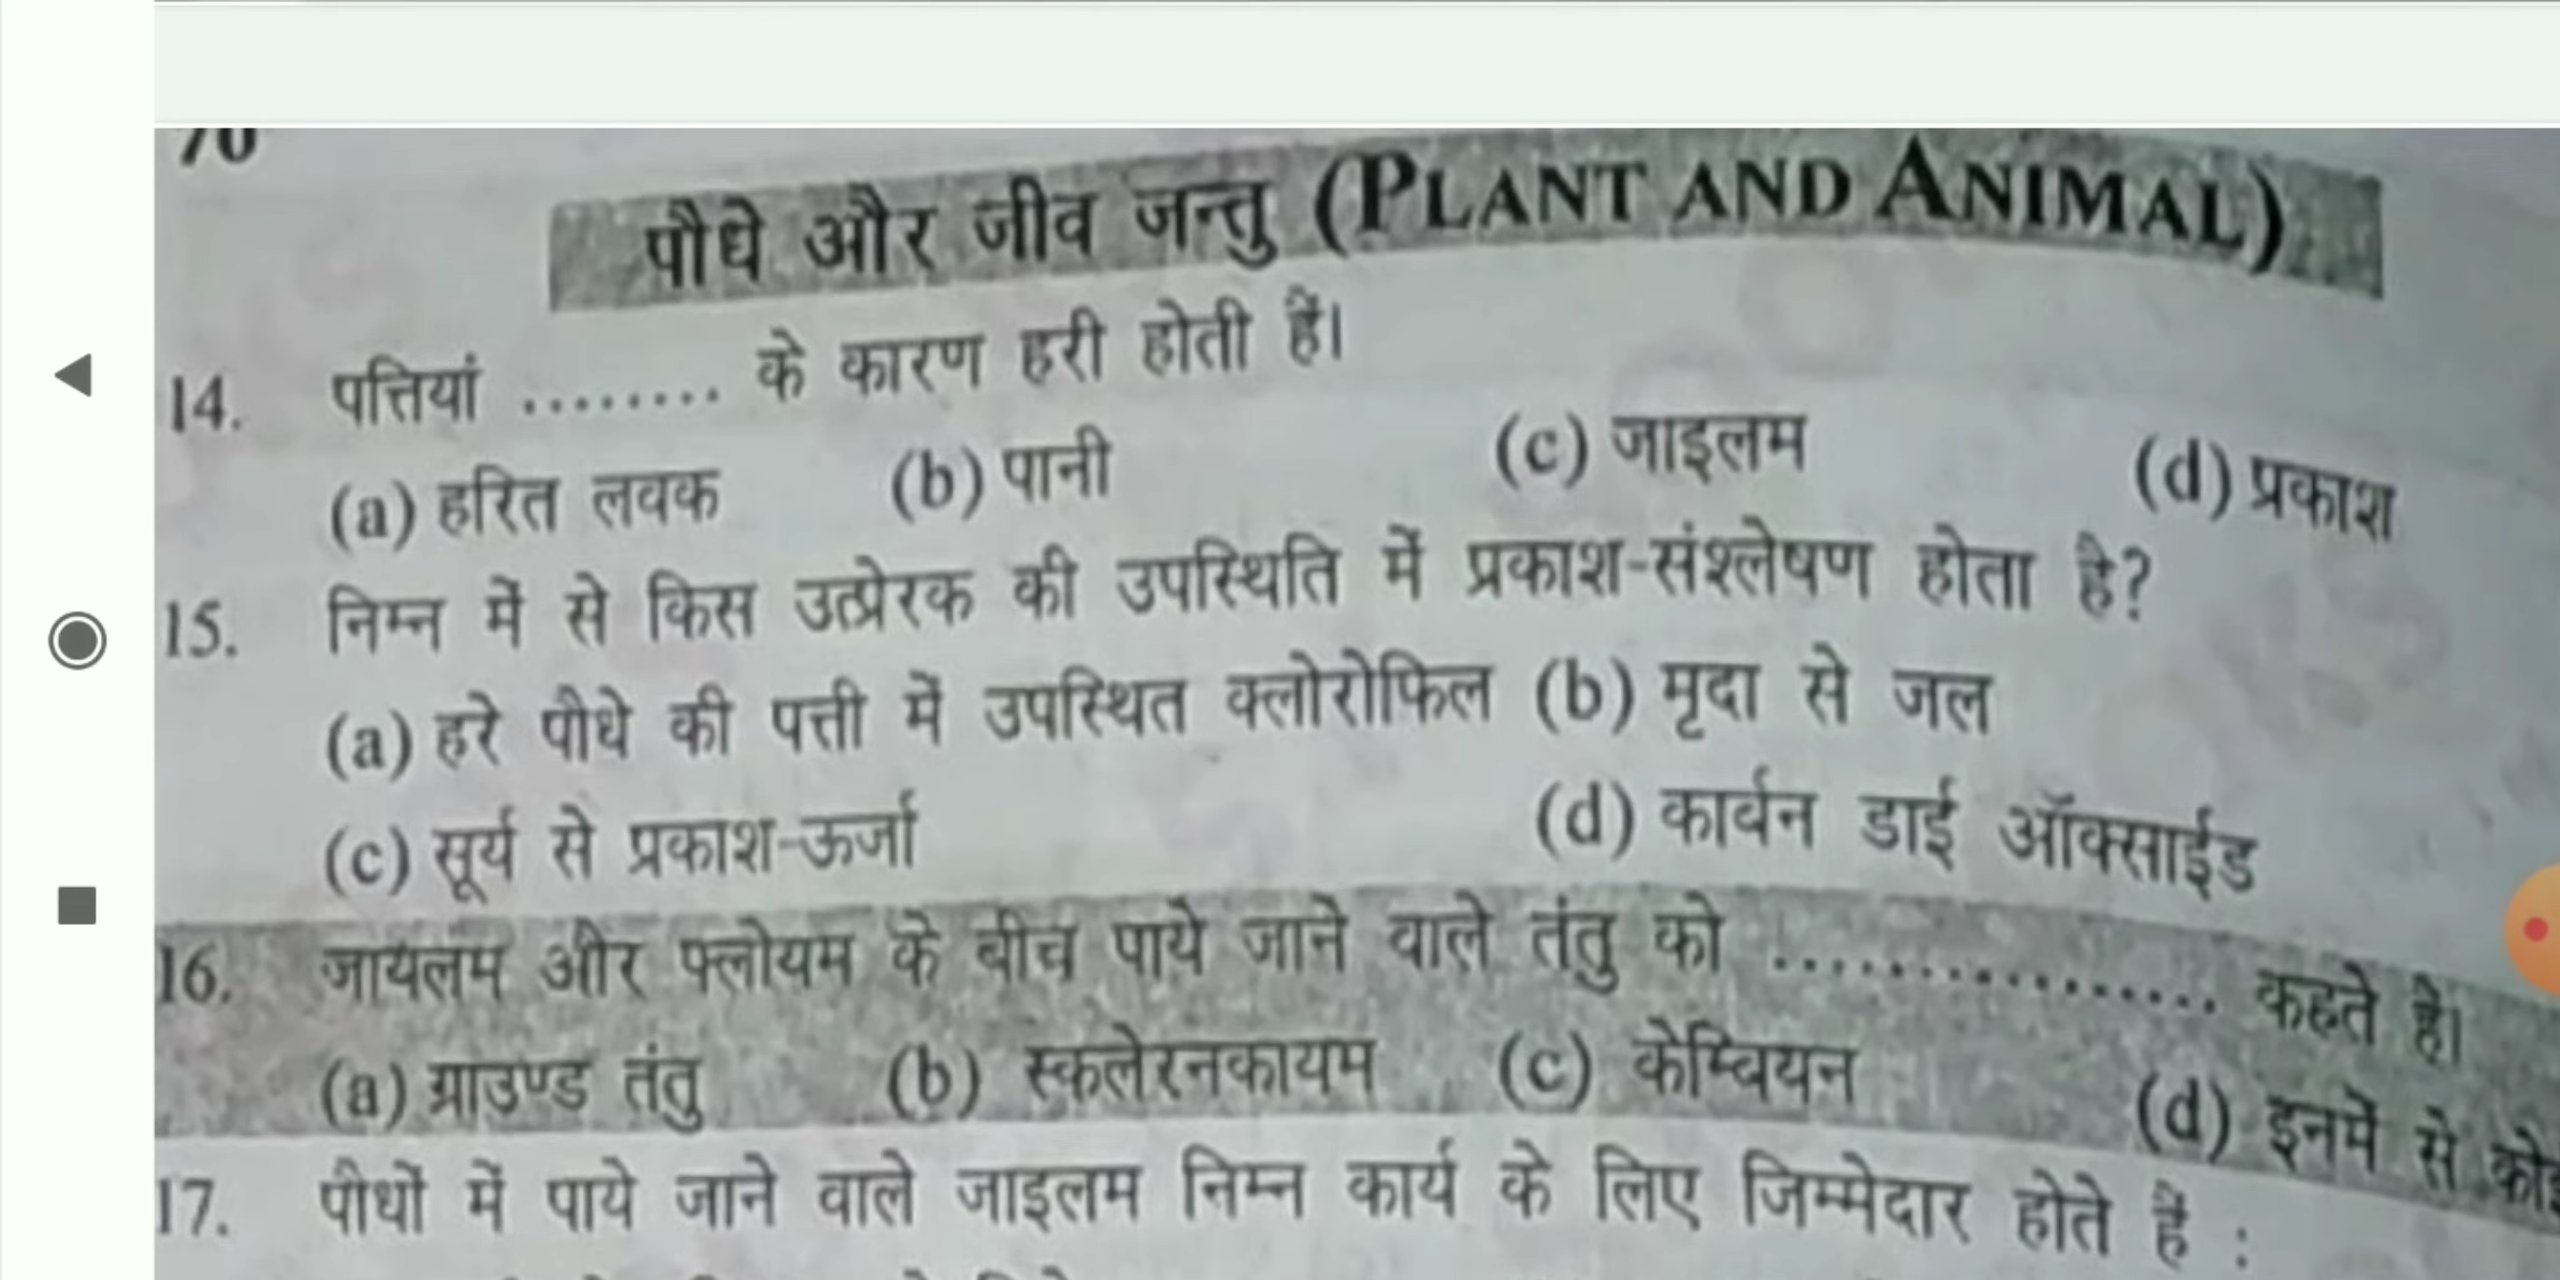 70
पौधे और जीव जन्तु (PLANT AND ANIMAL)
14. पत्तियां ........ के कारण हरी होती हैं।
(a) हरित लवक (b) पानी (c) जाइलम (d) प्रकाश
15. निम्न में से किस उत्प्रेरक की उपस्थिति में प्रकाश-संश्लेषण होता है?
(a) हरे पौधे की पत्ती में उपस्थित क्लोरोफिल (b) मृदा से जल
(c) सूर्य से प्रकाश-ऊर्जा (d) कार्बन डाई ऑक्साईड
16. जायलम और फ्लोयम के बीच पाये जाने वाले तंतु को ................ कहते है।
(a) ग्राउण्ड तंतु (b) स्कलेरनकायम (c) केम्बियन (d) इनमें से
17. पौधों में पाये जाने वाले जाइलम निम्न कार्य के लिए जिम्मेदार होते हैं :